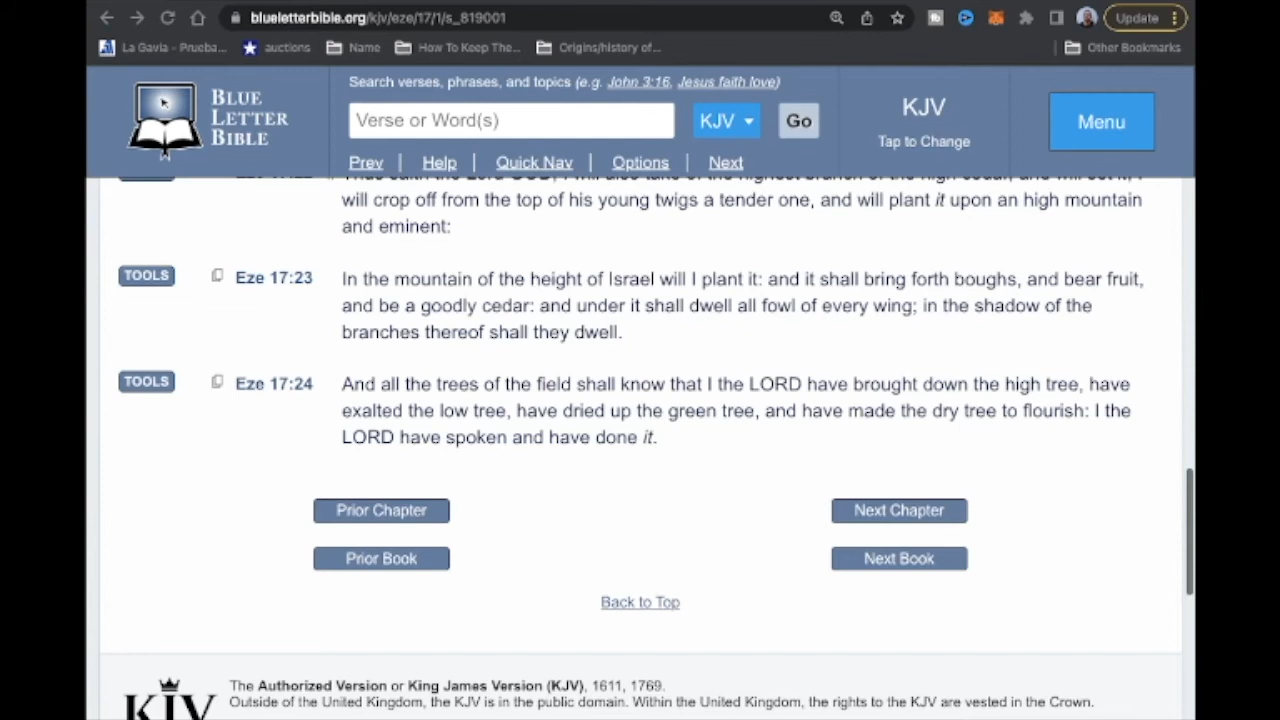 blueletterbible.org/kjv/eze/17/1/s_819001
Update
La Gavia - Prueba...
auctions
Name
How To Keep The...
Origins/history of...
Other Bookmarks
BLUE
LETTER
BIBLE
Search verses, phrases, and topics (e.g. John 3:16, Jesus faith love)
Verse or Word(s)
KJV
Go
Prev | Help | Quick Nav | Options | Next
KJV
Tap to Change
Menu
will crop off from the top of his young twigs a tender one, and will plant it upon an high mountain
and eminent:
TOOLS
Eze 17:23
In the mountain of the height of Israel will I plant it: and it shall bring forth boughs, and bear fruit,
and be a goodly cedar: and under it shall dwell all fowl of every wing; in the shadow of the
branches thereof shall they dwell.
TOOLS
Eze 17:24
And all the trees of the field shall know that I the LORD have brought down the high tree, have
exalted the low tree, have dried up the green tree, and have made the dry tree to flourish: I the
LORD have spoken and have done it.
Prior Chapter
Next Chapter
Prior Book
Next Book
Back to Top
KJV
The Authorized Version or King James Version (KJV), 1611, 1769.
Outside of the United Kingdom, the KJV is in the public domain. Within the United Kingdom, the rights to the KJV are vested in the Crown.